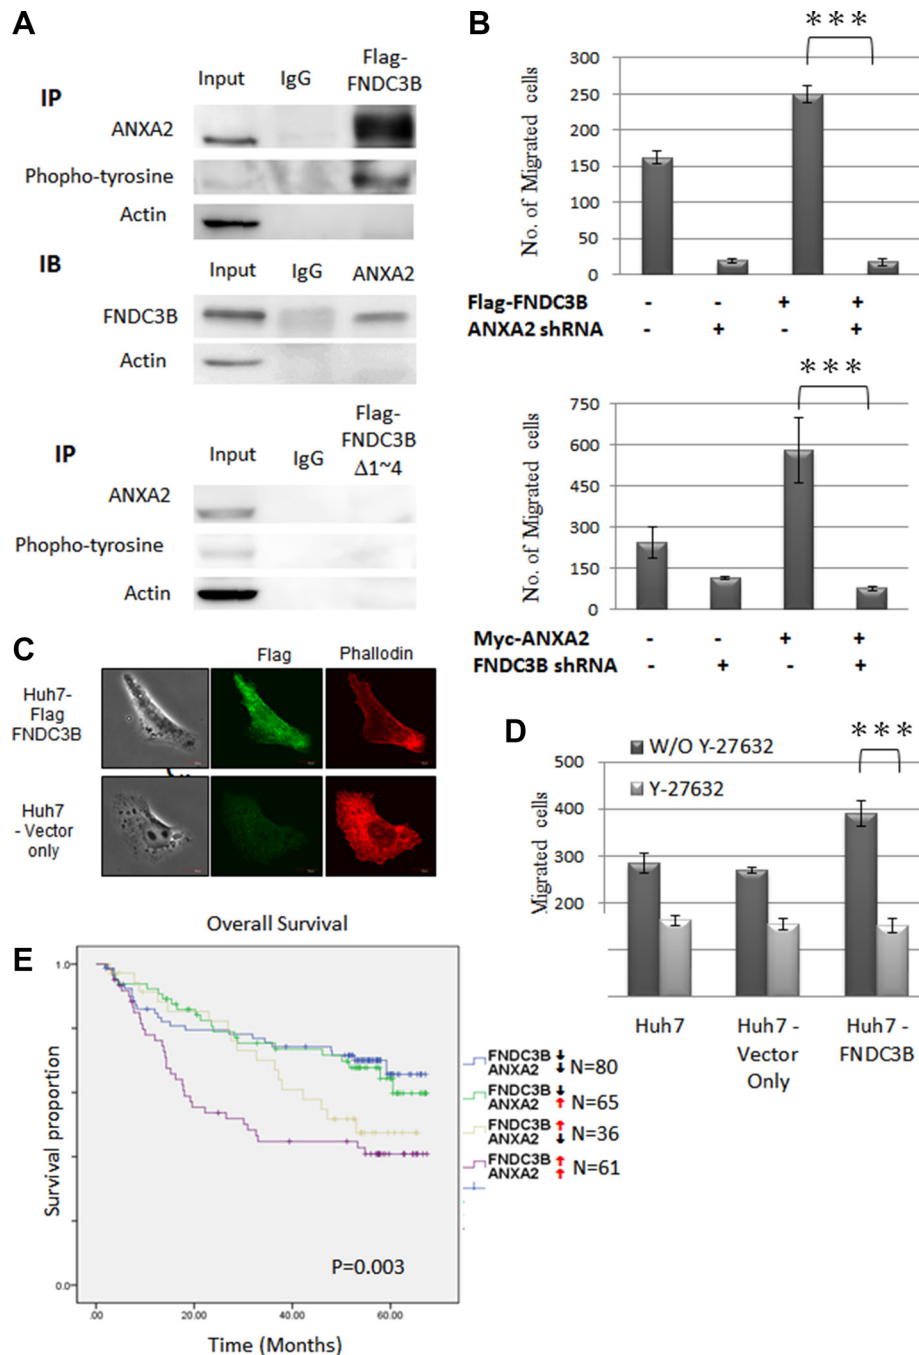 A
Flag-
Input IgG FNDC3B
IP
ANXA2
Phopho-tyrosine
Actin
IB
Input IgG ANXA2
FNDC3B
Actin
Flag-
FNDC3B
IP
Input IgG Δ1~4
ANXA2
Phopho-tyrosine
Actin
B
***
300
250
200
150
100
50
0
No. of Migrated cells
Flag-FNDC3B - - + +
ANXA2 shRNA - + - +
***
750
600
450
300
150
0
No. of Migrated cells
Myc-ANXA2 - - + +
FNDC3B shRNA - + - +
C
Flag Phallodin
Huh7-
Flag
FNDC3B
Huh7
- Vector
only
D
W/O Y-27632
Y-27632
***
500
400
300
200
Migrated cells
Huh7
Huh7 -
Vector
Only
Huh7 -
FNDC3B
E
Overall Survival
1.0
0.0
Survival proportion
.00 20.00 40.00 60.00
Time (Months)
P=0.003
FNDC3B ↓
ANXA2 ↓ N=80
FNDC3B ↓
ANXA2 ↑ N=65
FNDC3B ↑
ANXA2 ↓ N=36
FNDC3B ↑
ANXA2 ↑ N=61